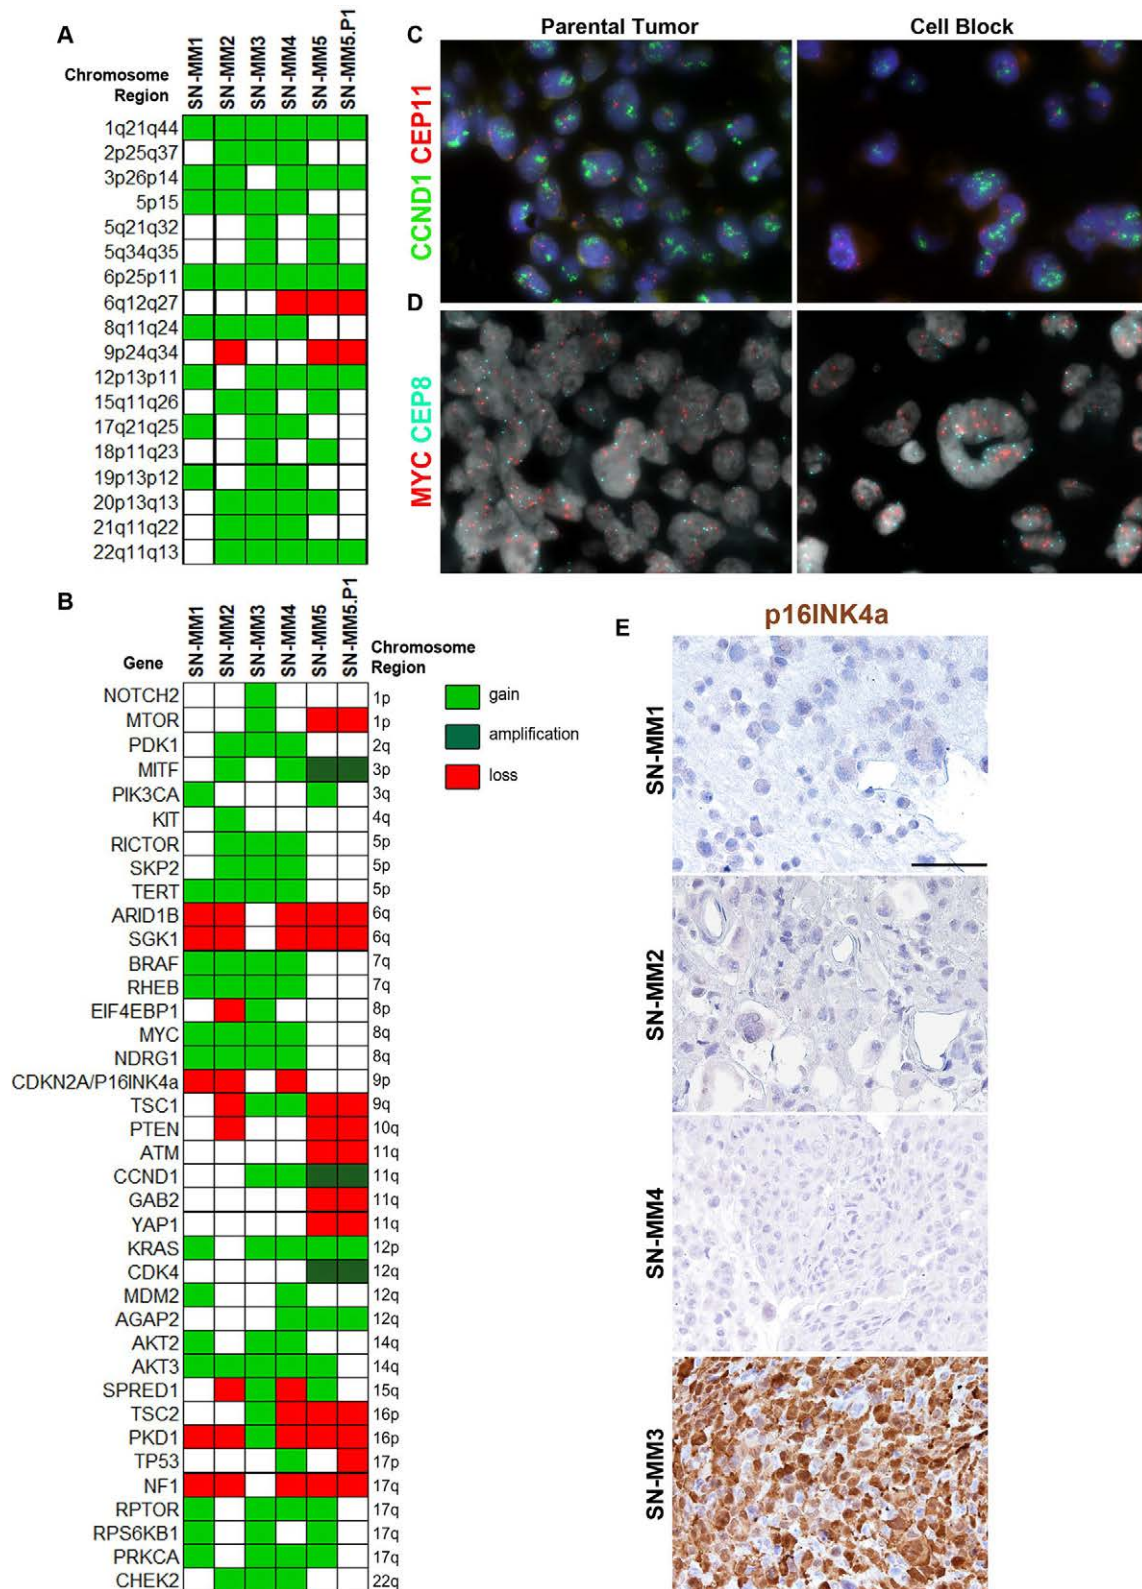 A
Chromosome
Region
SN-MM1
SN-MM2
SN-MM3
SN-MM4
SN-MM5
SN-MM5.P1
1q21q44
2p25q37
3p26p14
5p15
5q21q32
5q34q35
6p25p11
6q12q27
8q11q24
9p24q34
12p13p11
15q11q26
17q21q25
18p11q23
19p13p12
20p13q13
21q11q22
22q11q13
C
Parental Tumor
Cell Block
CCND1 CEP11
D
MYC CEP8
B
Gene
SN-MM1
SN-MM2
SN-MM3
SN-MM4
SN-MM5
SN-MM5.P1
Chromosome
Region
NOTCH2 1p
MTOR 1p
PDK1 2q
MITF 3p
PIK3CA 3q
KIT 4q
RICTOR 5p
SKP2 5p
TERT 5p
ARID1B 6q
SGK1 6q
BRAF 7q
RHEB 7q
EIF4EBP1 8p
MYC 8q
NDRG1 8q
CDKN2A/P16INK4a 9p
TSC1 9q
PTEN 10q
ATM 11q
CCND1 11q
GAB2 11q
YAP1 11q
KRAS 12p
CDK4 12q
MDM2 12q
AGAP2 12q
AKT2 14q
AKT3 14q
SPRED1 15q
TSC2 16p
PKD1 16p
TP53 17p
NF1 17q
RPTOR 17q
RPS6KB1 17q
PRKCA 17q
CHEK2 22q
gain
amplification
loss
E
p16INK4a
SN-MM1
SN-MM2
SN-MM4
SN-MM3